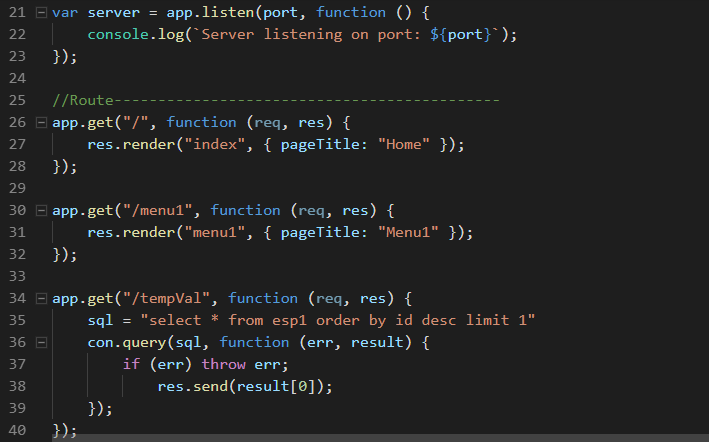 21 var server = app.listen(port, function () {
22     console.log(`Server listening on port: ${port}`);
23 });
24
25 //Route--------------------------------------------
26 app.get("/", function (req, res) {
27     res.render("index", { pageTitle: "Home" });
28 });
29
30 app.get("/menu1", function (req, res) {
31     res.render("menu1", { pageTitle: "Menu1" });
32 });
33
34 app.get("/tempVal", function (req, res) {
35     sql = "select * from esp1 order by id desc limit 1"
36     con.query(sql, function (err, result) {
37         if (err) throw err;
38             res.send(result[0]);
39     });
40 });